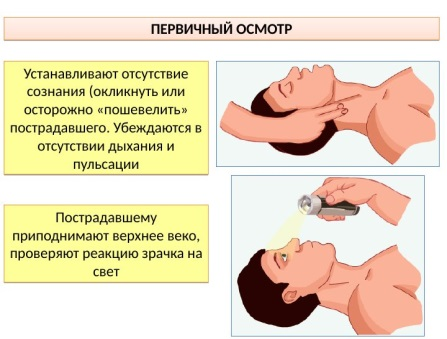 ПЕРВИЧНЫЙ ОСМОТР
Устанавливают отсутствие
сознания (окликнуть или
осторожно «пошевелить»
пострадавшего. Убеждаются в
отсутствии дыхания и
пульсации
Пострадавшему
приподнимают верхнее веко,
проверяют реакцию зрачка на
свет